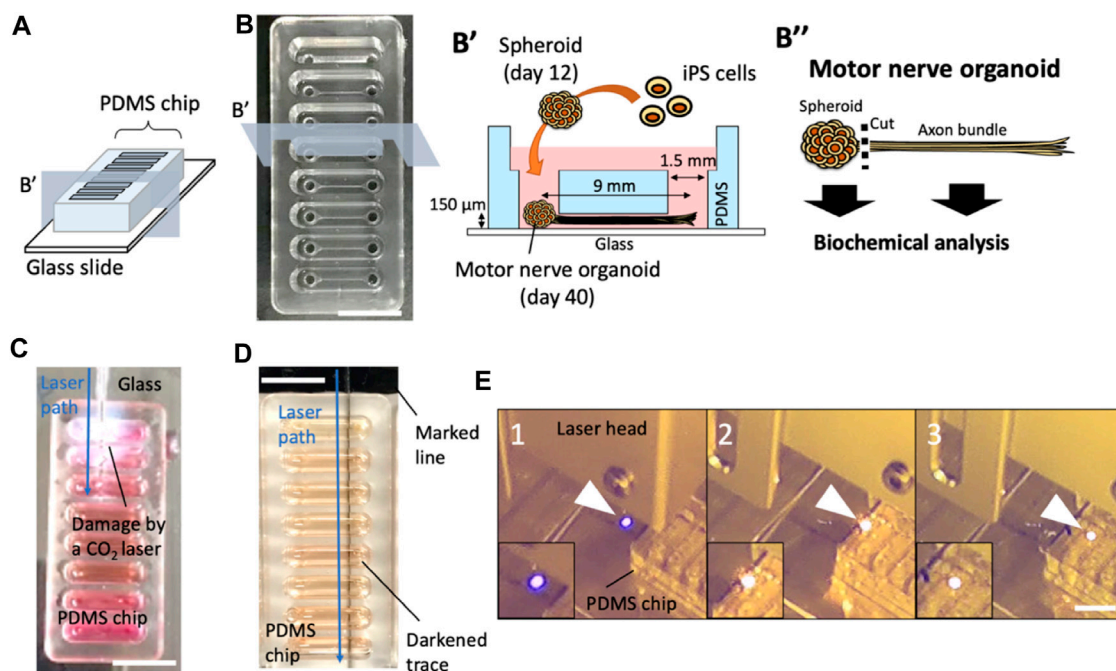 A
PDMS chip
B'
Glass slide
B
B'
B'
Spheroid
(day 12)
iPS cells
1.5 mm
9 mm
150 µm
PDMS
Glass
Motor nerve organoid
(day 40)
B''
Motor nerve organoid
Spheroid
Cut
Axon bundle
Biochemical analysis
C
Laser
path
Glass
Damage by
a CO2 laser
PDMS chip
D
Laser
path
Marked
line
PDMS
chip
Darkened
trace
E
1
Laser head
PDMS chip
2
3